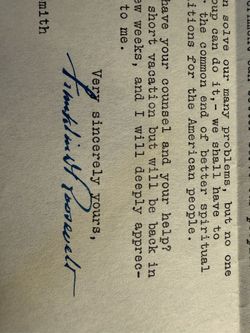 n solve our many problems, but no one
oup can do it,- we shall have to
the common end of better spiritual
itions for the American people.
have your counsel and your help?
short vacation but will be back in
ew weeks, and I will deeply apprec-
to me.
Very sincerely yours,
Franklin D Roosevelt
mith